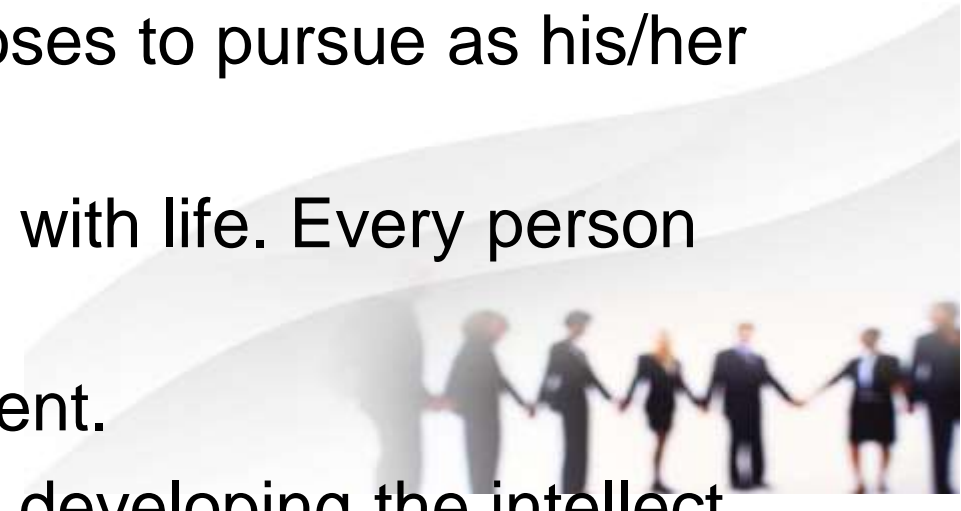 oses to pursue as his/her
with life. Every person
ent.
developing the intellect